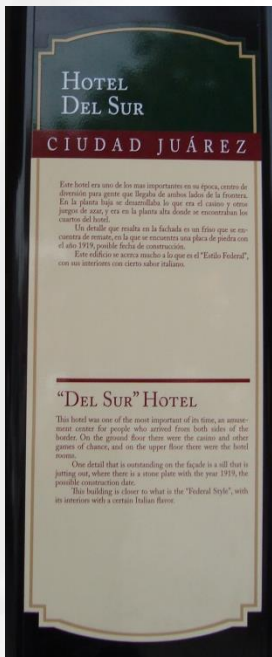 HOTEL
DEL SUR
CIUDAD JUÁREZ
Este hotel era uno de los mas importantes en su época, centro de
diversión para gente que llegaba de ambos lados de la frontera.
En la planta baja se desarrollaba lo que era el casino y otros
juegos de azar, y era en la planta alta donde se encontraban los
cuartos del hotel.
Un detalle que resalta en la fachada es un friso que se en-
cuentra de remate, en la que se encuentra una placa de piedra con
el año 1919, posible fecha de construcción.
Este edificio se acerca mucho a lo que es el "Estilo Federal",
con sus interiores con cierto sabor italiano.
"DEL SUR" HOTEL
This hotel was one of the most important of its time, an amuse-
ment center for people who arrived from both sides of the
border. On the ground floor there were the casino and other
games of chance, and on the upper floor there were the hotel
rooms.
One detail that is outstanding on the façade is a sill that is
jutting out, where there is a stone plate with the year 1919, the
possible construction date.
This building is closer to what is the "Federal Style", with
its interiors with a certain Italian flavor.